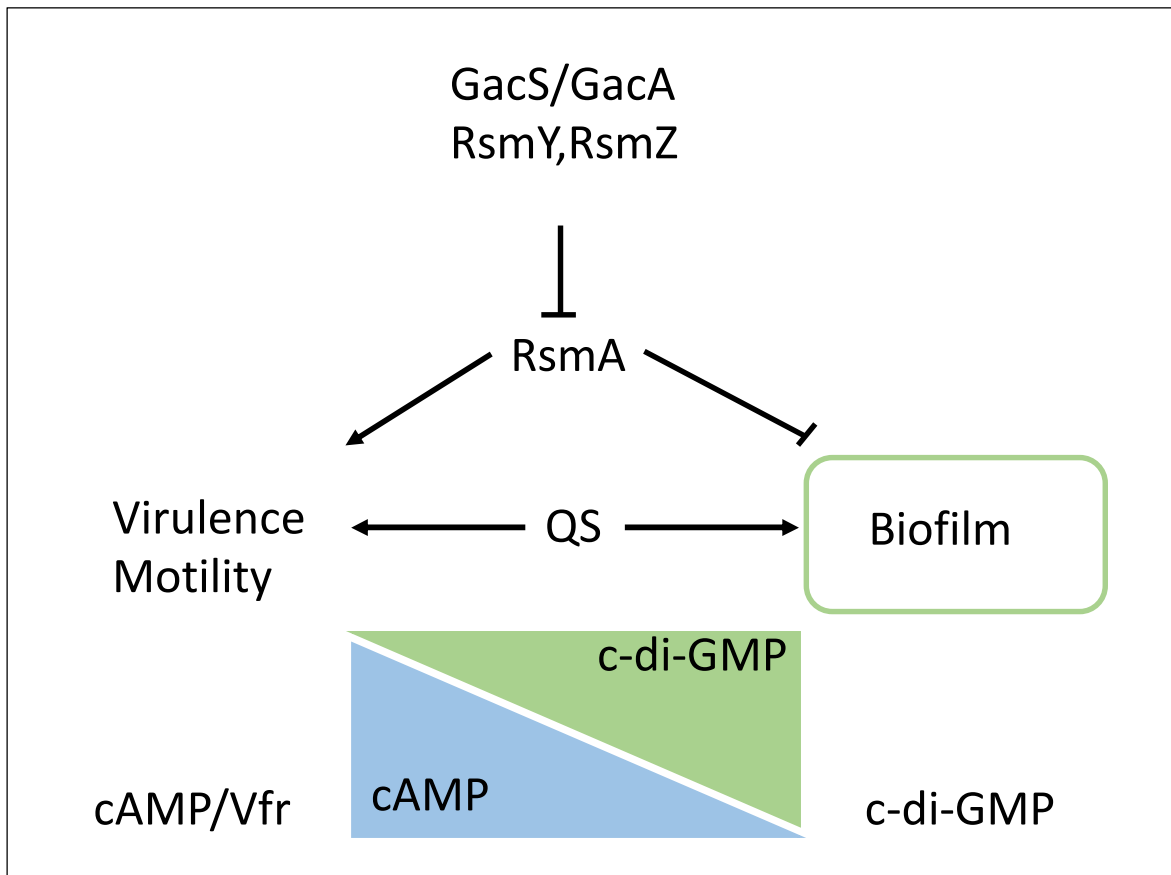 GacS/GacA
RsmY,RsmZ
RsmA
Virulence
Motility
QS
Biofilm
c-di-GMP
cAMP
cAMP/Vfr
c-di-GMP